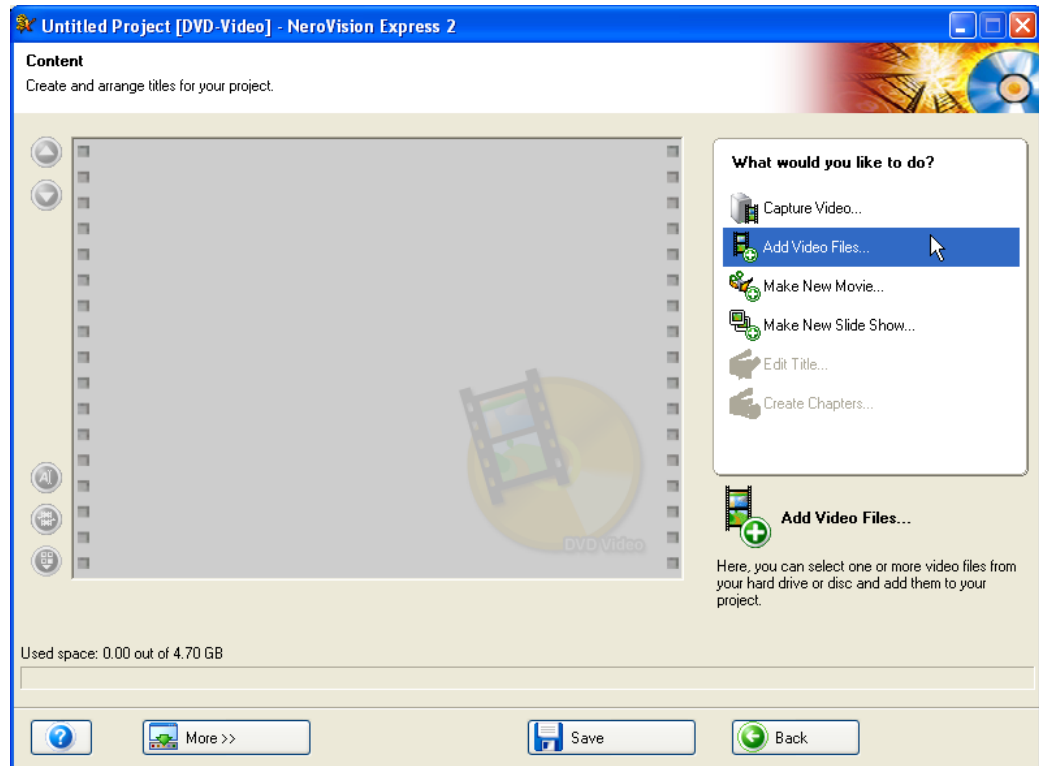 Untitled Project [DVD-Video] - NeroVision Express 2
Content
Create and arrange titles for your project.
What would you like to do?
Capture Video...
Add Video Files...
Make New Movie...
Make New Slide Show...
Edit Title...
Create Chapters...
DVD Video
Add Video Files...
Here, you can select one or more video files from
your hard drive or disc and add them to your
project.
Used space: 0.00 out of 4.70 GB
More >>
Save
Back